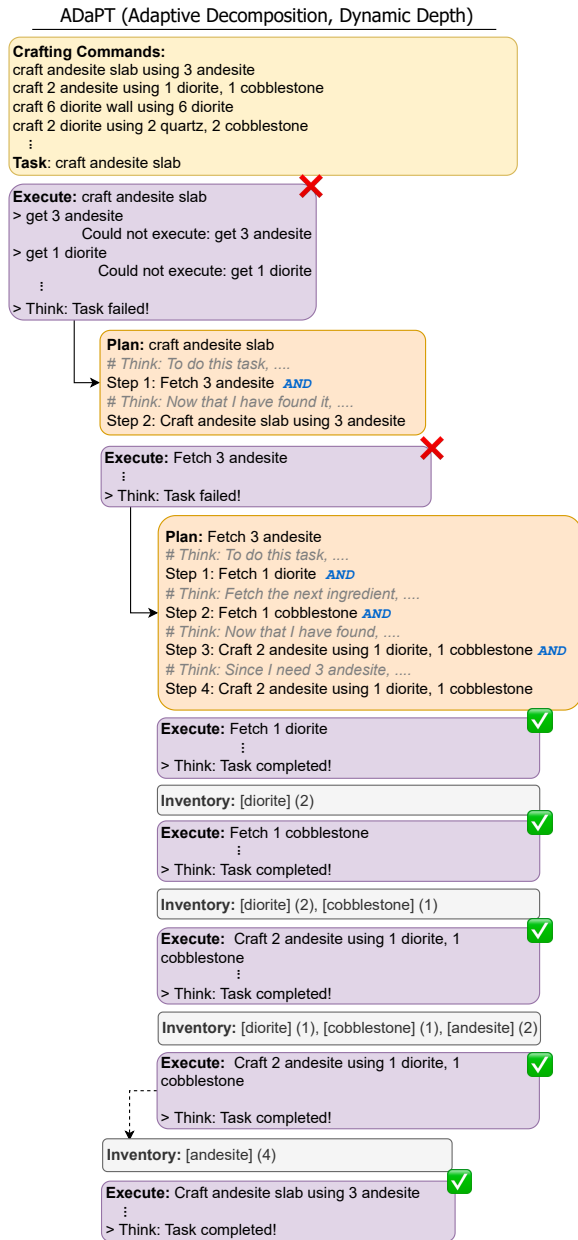 ADaPT (Adaptive Decomposition, Dynamic Depth)
Crafting Commands:
craft andesite slab using 3 andesite
craft 2 andesite using 1 diorite, 1 cobblestone
craft 6 diorite wall using 6 diorite
craft 2 diorite using 2 quartz, 2 cobblestone
⋮
Task: craft andesite slab
Execute: craft andesite slab
> get 3 andesite
Could not execute: get 3 andesite
> get 1 diorite
Could not execute: get 1 diorite
⋮
> Think: Task failed!
Plan: craft andesite slab
# Think: To do this task, ....
Step 1: Fetch 3 andesite AND
# Think: Now that I have found it, ....
Step 2: Craft andesite slab using 3 andesite
Execute: Fetch 3 andesite
⋮
> Think: Task failed!
Plan: Fetch 3 andesite
# Think: To do this task, ....
Step 1: Fetch 1 diorite AND
# Think: Fetch the next ingredient, ....
Step 2: Fetch 1 cobblestone AND
# Think: Now that I have found, ....
Step 3: Craft 2 andesite using 1 diorite, 1 cobblestone AND
# Think: Since I need 3 andesite, ....
Step 4: Craft 2 andesite using 1 diorite, 1 cobblestone
Execute: Fetch 1 diorite
⋮
> Think: Task completed!
Inventory: [diorite] (2)
Execute: Fetch 1 cobblestone
⋮
> Think: Task completed!
Inventory: [diorite] (2), [cobblestone] (1)
Execute: Craft 2 andesite using 1 diorite, 1
cobblestone
⋮
> Think: Task completed!
Inventory: [diorite] (1), [cobblestone] (1), [andesite] (2)
Execute: Craft 2 andesite using 1 diorite, 1
cobblestone
> Think: Task completed!
Inventory: [andesite] (4)
Execute: Craft andesite slab using 3 andesite
⋮
> Think: Task completed!